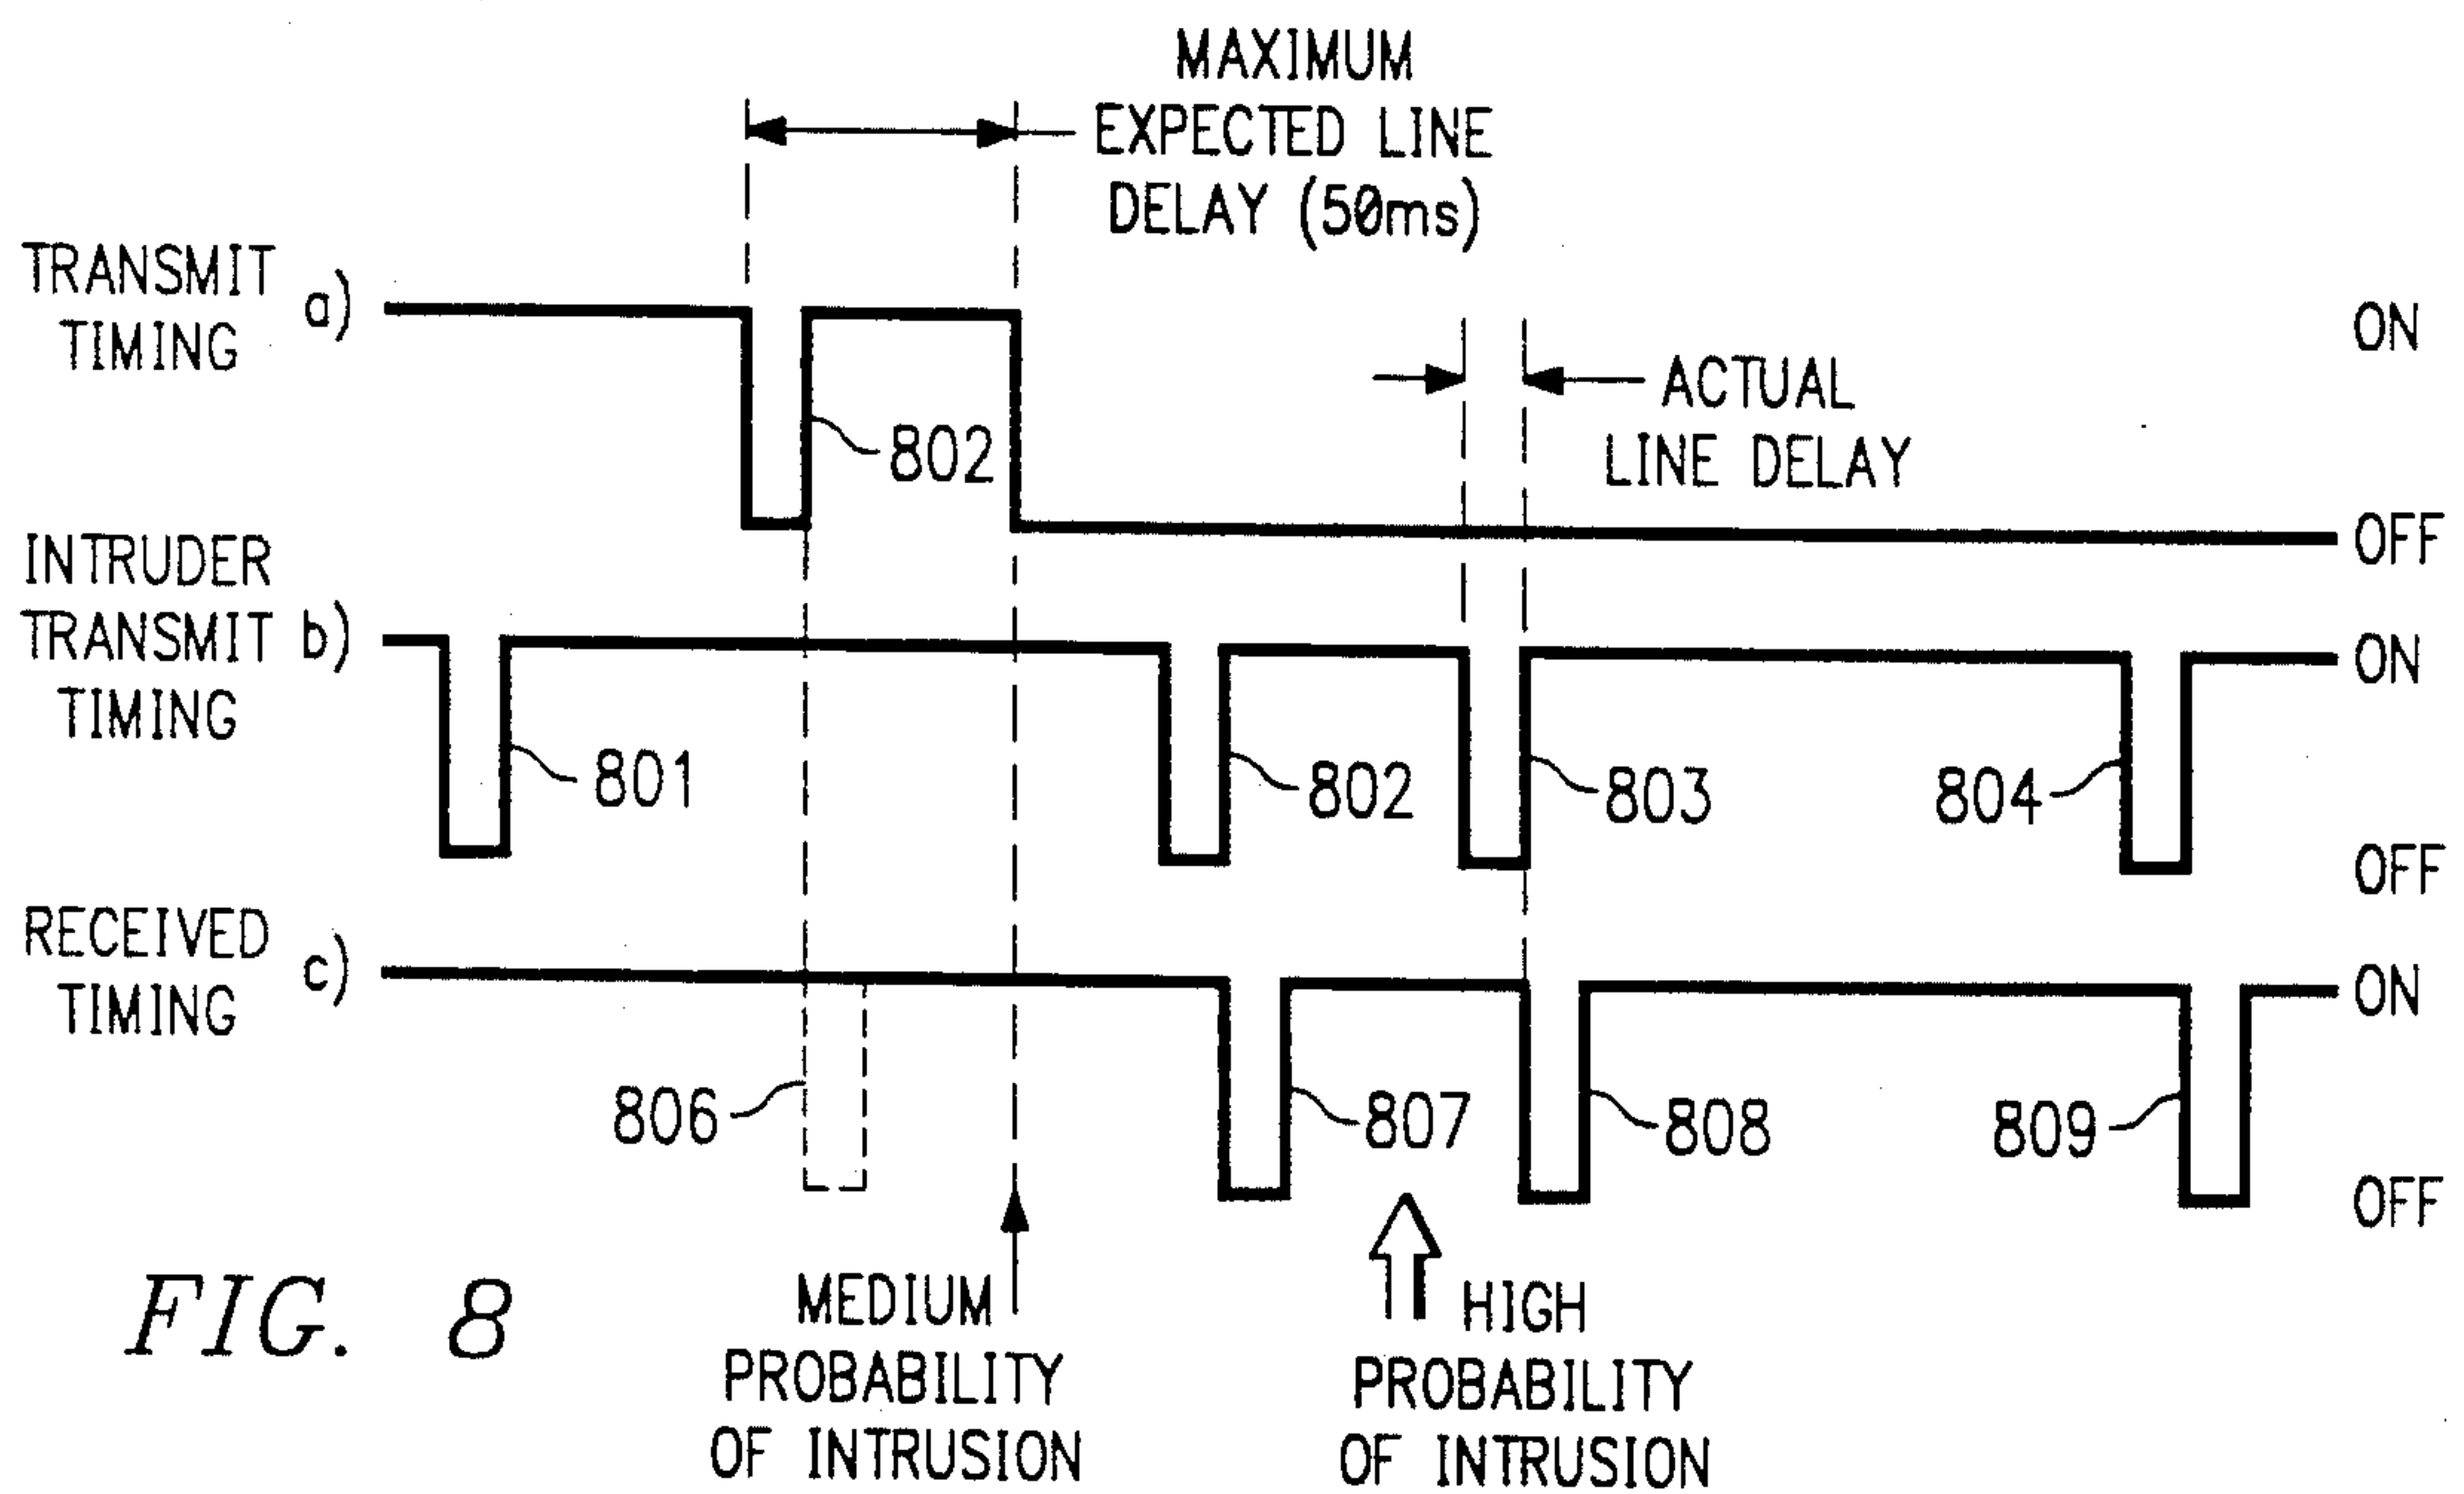 MAXIMUM
EXPECTED LINE
DELAY (50ms)
TRANSMIT
TIMING
a)
ON
ACTUAL
LINE DELAY
802
OFF
INTRUDER
TRANSMIT
TIMING
b)
ON
801
802
803
804
OFF
RECEIVED
TIMING
c)
ON
806
807
808
809
OFF
MEDIUM
PROBABILITY
OF INTRUSION
HIGH
PROBABILITY
OF INTRUSION
FIG. 8